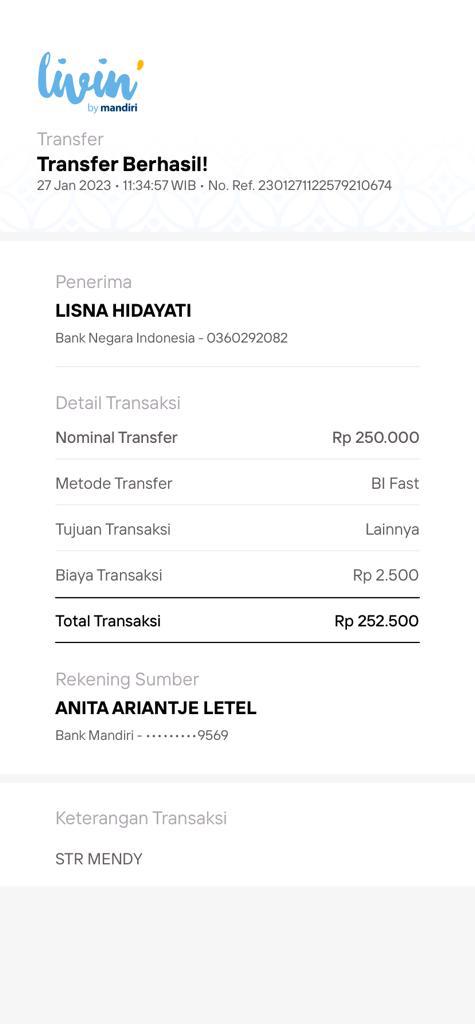 livin'
by mandiri
Transfer
Transfer Berhasil!
27 Jan 2023 • 11:34:57 WIB • No. Ref. 2301271122579210674
Penerima
LISNA HIDAYATI
Bank Negara Indonesia - 0360292082
Detail Transaksi
Nominal Transfer Rp 250.000
Metode Transfer BI Fast
Tujuan Transaksi Lainnya
Biaya Transaksi Rp 2.500
Total Transaksi Rp 252.500
Rekening Sumber
ANITA ARIANTJE LETEL
Bank Mandiri - •••••••••9569
Keterangan Transaksi
STR MENDY